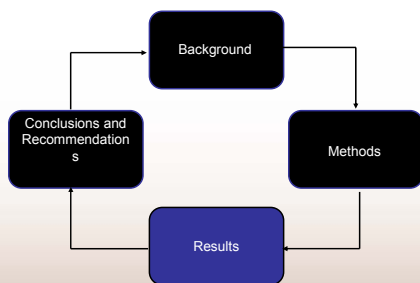 Background
Conclusions and
Recommendation
s
Methods
Results